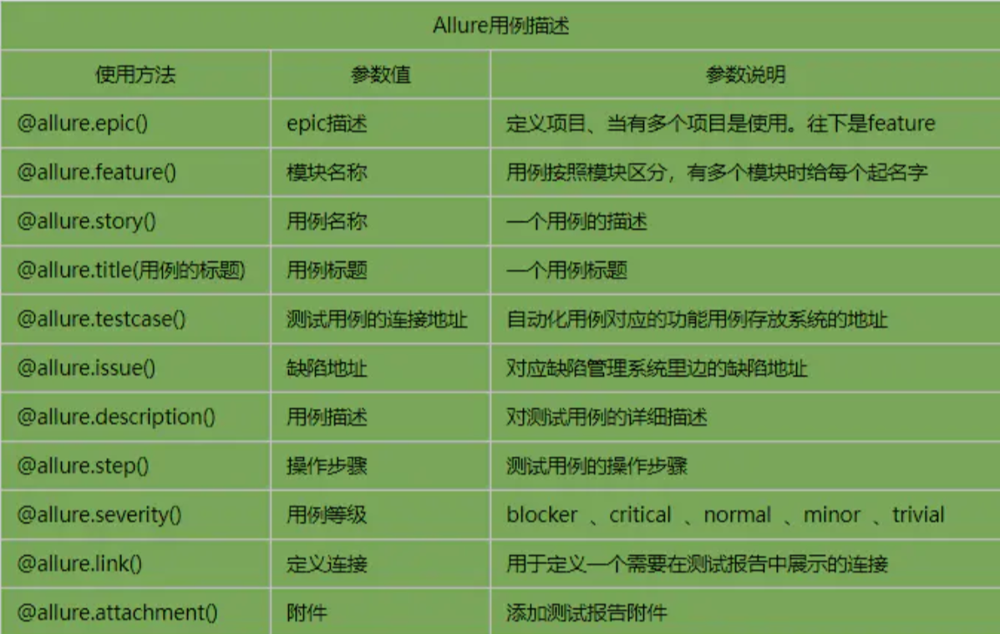 Allure用例描述
使用方法 参数值 参数说明
@allure.epic() epic描述 定义项目、当有多个项目是使用。往下是feature
@allure.feature() 模块名称 用例按照模块区分，有多个模块时给每个起名字
@allure.story() 用例名称 一个用例的描述
@allure.title(用例的标题) 用例标题 一个用例标题
@allure.testcase() 测试用例的连接地址 自动化用例对应的功能用例存放系统的地址
@allure.issue() 缺陷地址 对应缺陷管理系统里边的缺陷地址
@allure.description() 用例描述 对测试用例的详细描述
@allure.step() 操作步骤 测试用例的操作步骤
@allure.severity() 用例等级 blocker 、critical 、normal 、minor 、trivial
@allure.link() 定义连接 用于定义一个需要在测试报告中展示的连接
@allure.attachment() 附件 添加测试报告附件